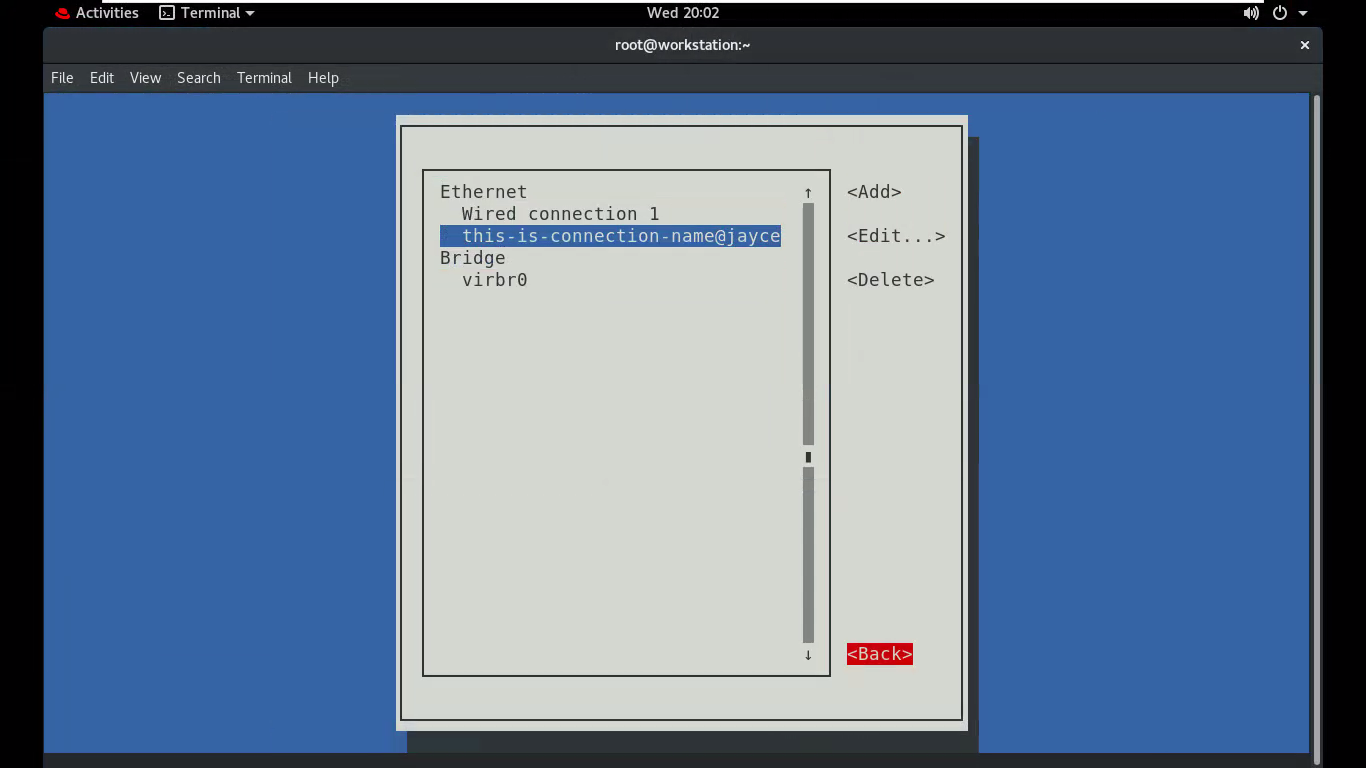 Activities Terminal Wed 20:02
root@workstation:~ ×
File Edit View Search Terminal Help
Ethernet ↑ <Add>
Wired connection 1
this-is-connection-name@jayce <Edit...>
Bridge
virbr0 <Delete>
↓ <Back>